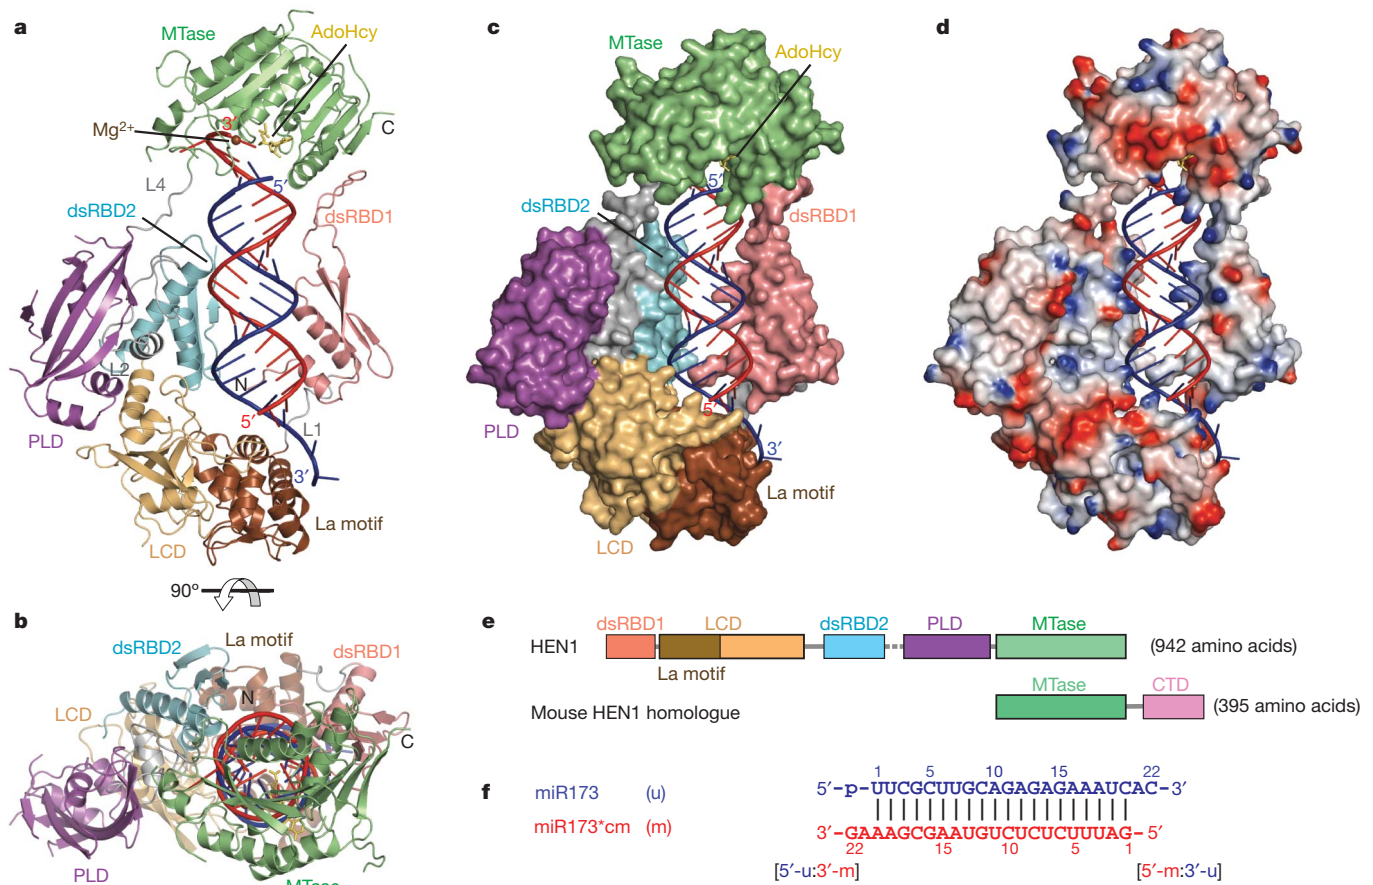 a
MTase
AdoHcy
3′
Mg2+
C
L4
5′
dsRBD2
dsRBD1
L2
N
5′
L1
PLD
3′
La motif
LCD
90º
b
La motif
dsRBD2
dsRBD1
N
LCD
C
PLD
MTase
c
MTase
AdoHcy
5′
dsRBD2
dsRBD1
5′
PLD
3′
La motif
LCD
d
e
dsRBD1 LCD dsRBD2 PLD MTase
HEN1 (942 amino acids)
La motif
MTase CTD
Mouse HEN1 homologue (395 amino acids)
f
1 5 10 15 22
miR173 (u) 5′-p-UUCGCUUGCAGAGAGAAAUCAC-3′
miR173*cm (m) 3′-GAAAGCGAAUGUCUCUCUUUAG-5′
22 15 10 5 1
[5′-u:3′-m] [5′-m:3′-u]